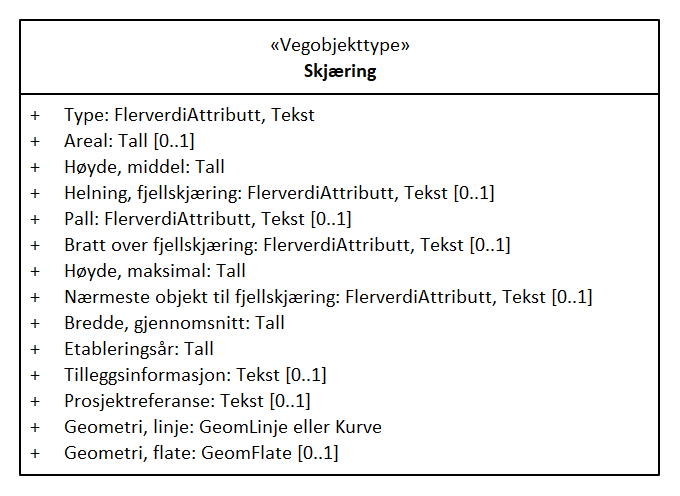 «Vegobjekttype»
Skjæring
+ Type: FlerverdiAttributt, Tekst
+ Areal: Tall [0..1]
+ Høyde, middel: Tall
+ Helning, fjellskjæring: FlerverdiAttributt, Tekst [0..1]
+ Pall: FlerverdiAttributt, Tekst [0..1]
+ Bratt over fjellskjæring: FlerverdiAttributt, Tekst [0..1]
+ Høyde, maksimal: Tall
+ Nærmeste objekt til fjellskjæring: FlerverdiAttributt, Tekst [0..1]
+ Bredde, gjennomsnitt: Tall
+ Etableringsår: Tall
+ Tilleggsinformasjon: Tekst [0..1]
+ Prosjektreferanse: Tekst [0..1]
+ Geometri, linje: GeomLinje eller Kurve
+ Geometri, flate: GeomFlate [0..1]